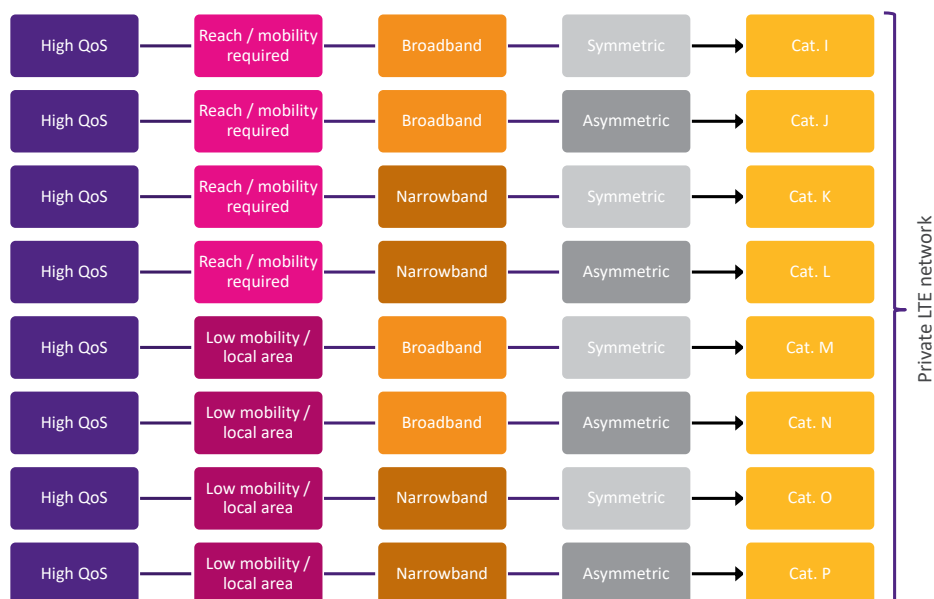 High QoS
Reach / mobility
required
Broadband
Symmetric
Cat. I
High QoS
Reach / mobility
required
Broadband
Asymmetric
Cat. J
High QoS
Reach / mobility
required
Narrowband
Symmetric
Cat. K
High QoS
Reach / mobility
required
Narrowband
Asymmetric
Cat. L
High QoS
Low mobility /
local area
Broadband
Symmetric
Cat. M
High QoS
Low mobility /
local area
Broadband
Asymmetric
Cat. N
High QoS
Low mobility /
local area
Narrowband
Symmetric
Cat. O
High QoS
Low mobility /
local area
Narrowband
Asymmetric
Cat. P
Private LTE network